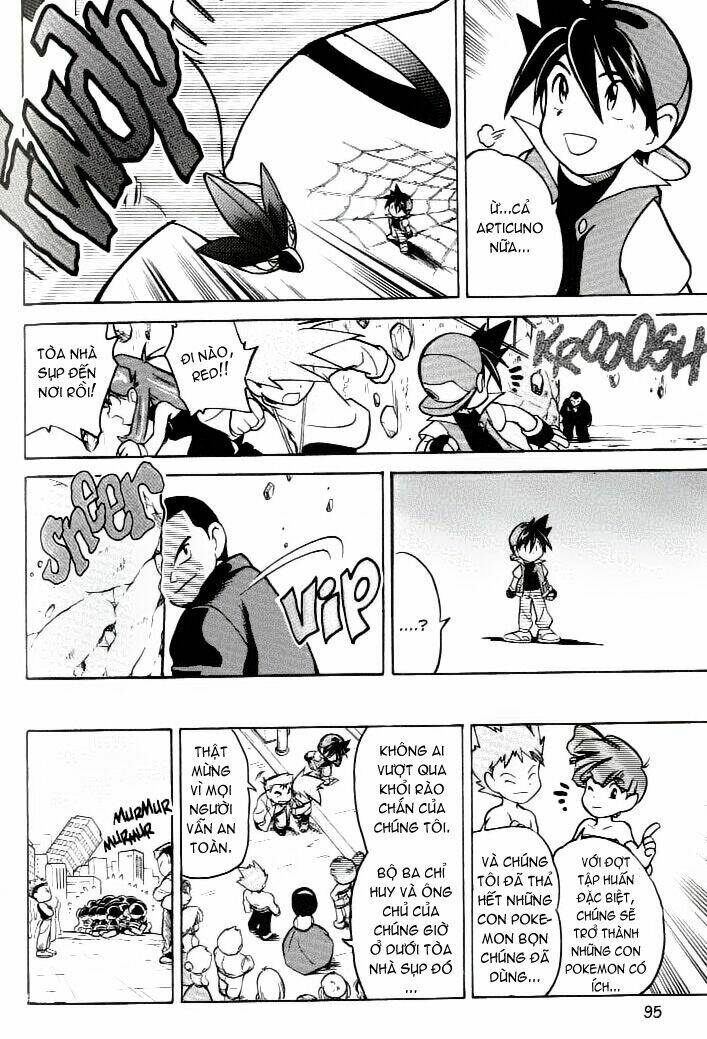 Ừ...CẢ
ARTICUNO
NỮA...
FWAP
KROOOSH
ĐI NÀO,
RED!!
TÒA NHÀ
SỤP ĐẾN
NƠI RỒI!
....?
VIP
SNEER
VỚI ĐỢT
TẬP HUẤN
ĐẶC BIỆT,
CHÚNG SẼ
TRỞ THÀNH
NHỮNG CON
POKEMON CÓ
ÍCH...
VÀ CHÚNG
TÔI ĐÃ THẢ
HẾT NHỮNG
CON POKE-
MON BỌN
CHÚNG ĐÃ
DÙNG...
KHÔNG AI
VƯỢT QUA
KHỎI RÀO
CHẮN CỦA
CHÚNG TÔI.
BỘ BA CHỈ
HUY VÀ ÔNG
CHỦ CỦA
CHÚNG GIỜ
Ở DƯỚI TÒA
NHÀ SỤP ĐÓ
...
THẬT
MỪNG
VÌ MỌI
NGƯỜI
VẪN AN
TOÀN.
MURMUR
MURMUR
95